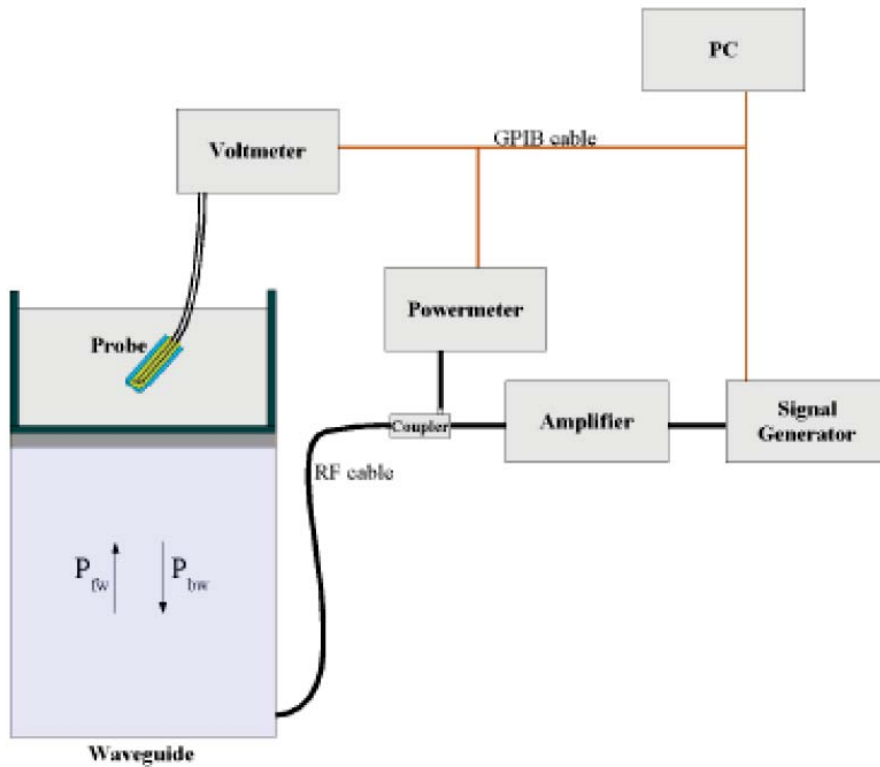 PC
Voltmeter
GPIB cable
Powermeter
Probe
Coupler
Amplifier
Signal
Generator
RF cable
P fw
P bw
Waveguide